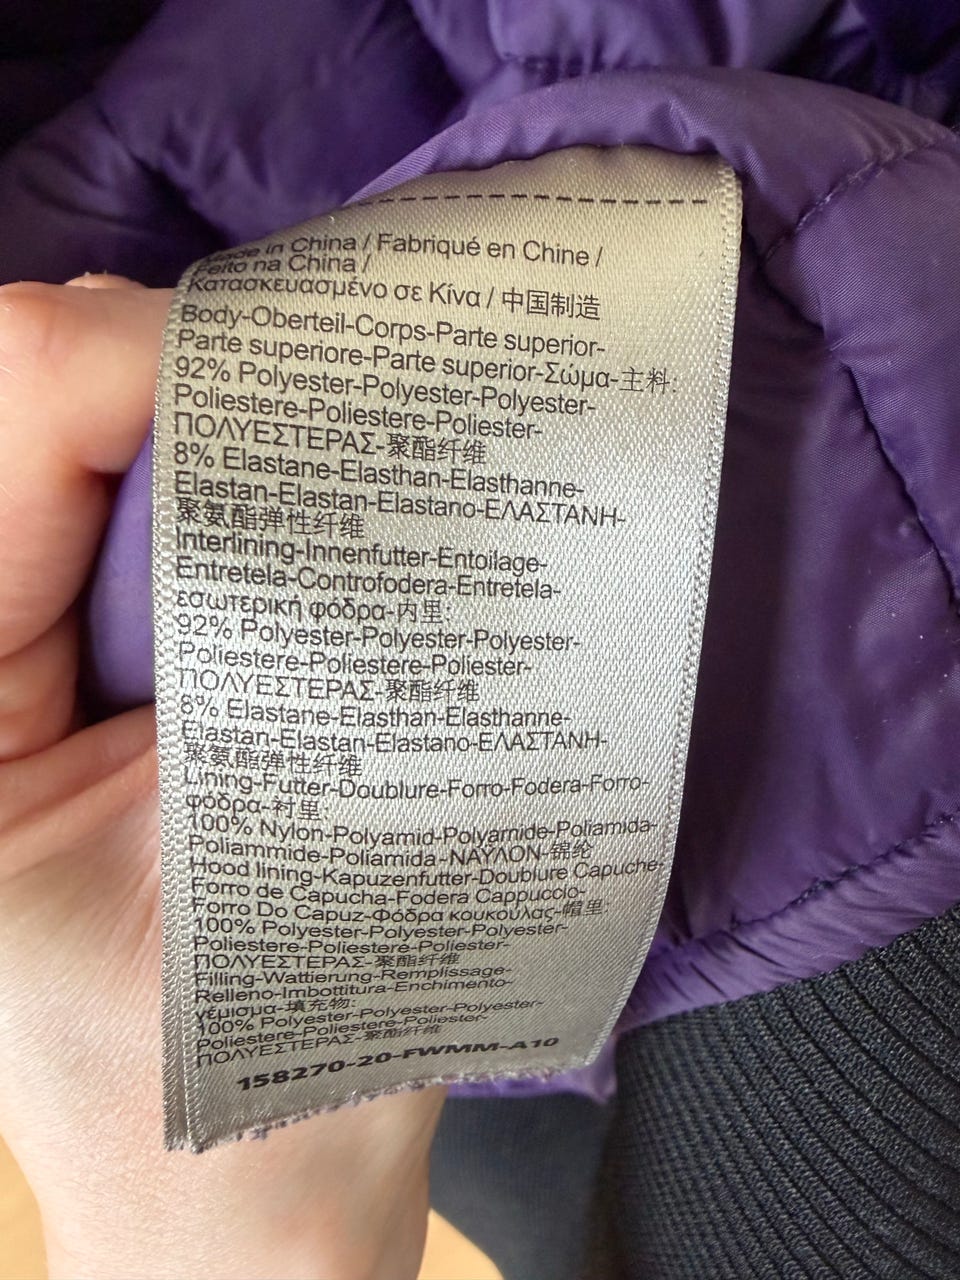 Made in China / Fabriqué en Chine /
Feito na China /
Κατασκευασμένο σε Κίνα / 中国制造
Body-Oberteil-Corps-Parte superior-
Parte superiore-Parte superior-Σώμα-主料:
92% Polyester-Polyester-Polyester-
Poliestere-Poliestere-Poliester-
ΠΟΛΥΕΣΤΕΡΑΣ-聚酯纤维
8% Elastane-Elasthan-Elasthanne-
Elastan-Elastan-Elastano-ΕΛΑΣΤΑΝΗ-
聚氨酯弹性纤维
Interlining-Innenfutter-Entoilage-
Entretela-Controfodera-Entretela-
εσωτερική φόδρα-内里:
92% Polyester-Polyester-Polyester-
Poliestere-Poliestere-Poliester-
ΠΟΛΥΕΣΤΕΡΑΣ-聚酯纤维
8% Elastane-Elasthan-Elasthanne-
Elastan-Elastan-Elastano-ΕΛΑΣΤΑΝΗ-
聚氨酯弹性纤维
Lining-Futter-Doublure-Forro-Fodera-Forro-
φόδρα-衬里:
100% Nylon-Polyamid-Polyamide-Poliamida-
Poliammide-Poliamida-ΝΑΥΛΟΝ-锦纶
Hood lining-Kapuzenfutter-Doublure Capuche-
Forro de Capucha-Fodera Cappuccio-
Forro Do Capuz-Φόδρα κουκούλας-帽里:
100% Polyester-Polyester-Polyester-
Poliestere-Poliestere-Poliester-
ΠΟΛΥΕΣΤΕΡΑΣ-聚酯纤维
Filling-Wattierung-Remplissage-
Relleno-Imbottitura-Enchimento-
γέμισμα-填充物:
100% Polyester-Polyester-Polyester-
Poliestere-Poliestere-Poliester-
ΠΟΛΥΕΣΤΕΡΑΣ-聚酯纤维
158270-20-FWMM-A10